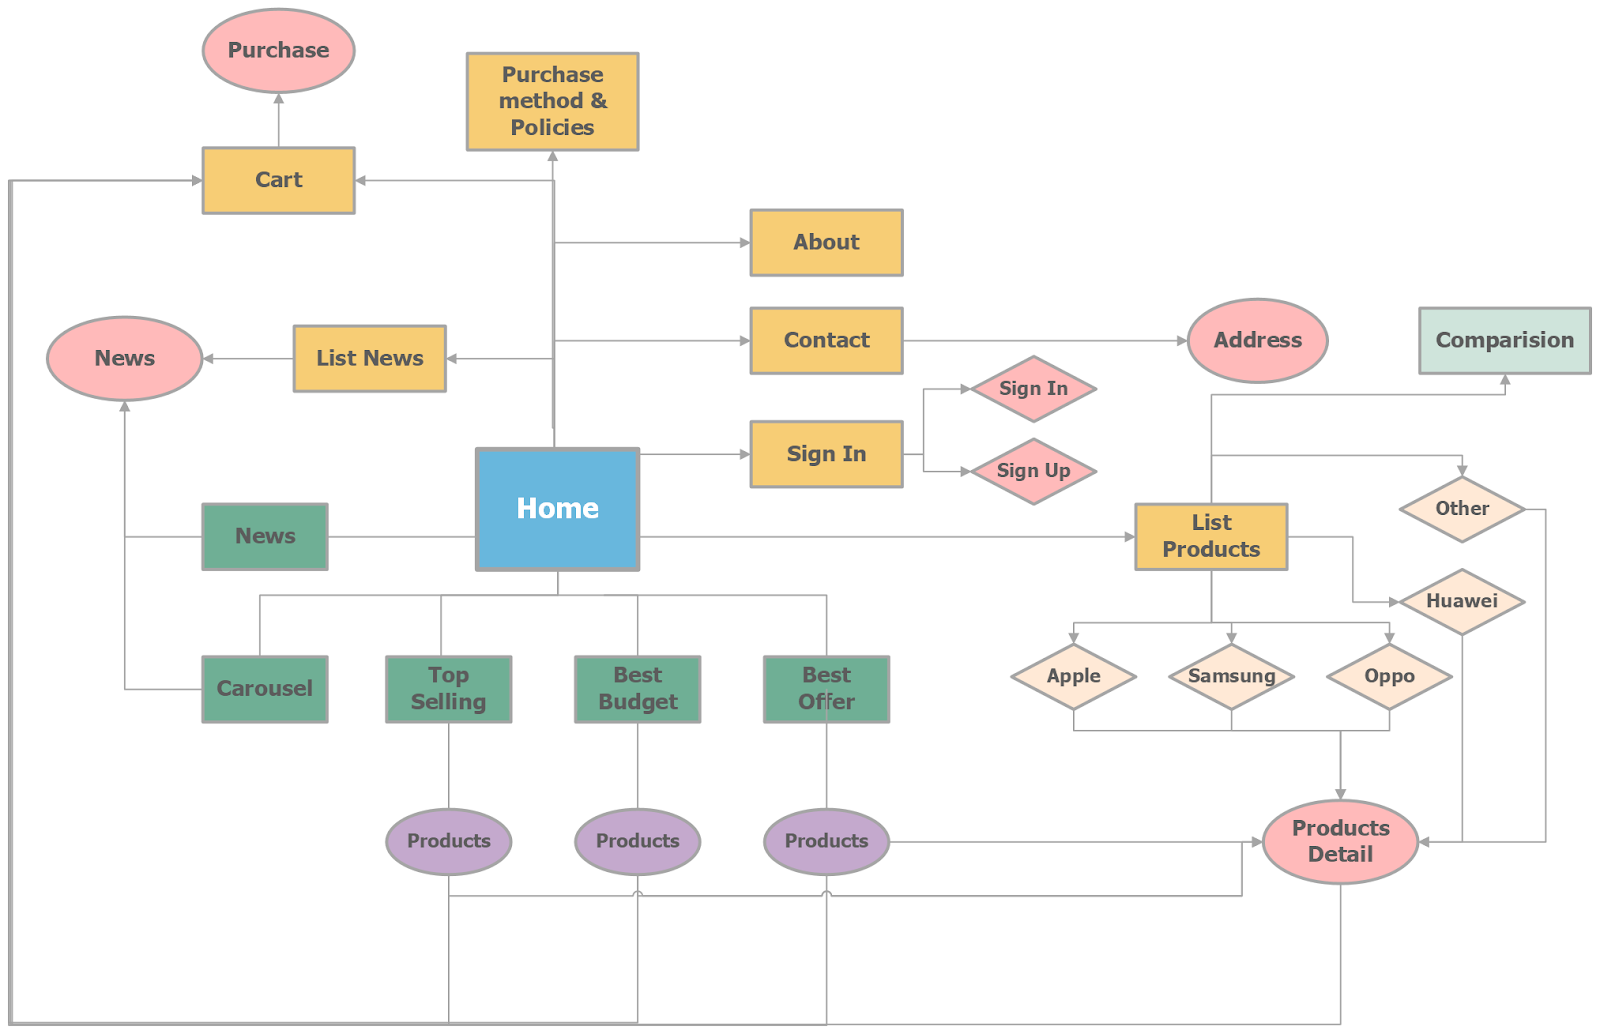 Purchase
Purchase
method &
Policies
Cart
About
Contact
Address
Comparision
News
List News
Sign In
Sign In
Sign Up
Home
News
List
Products
Other
Huawei
Carousel
Top
Selling
Best
Budget
Best
Offer
Apple
Samsung
Oppo
Products
Products
Products
Products
Detail